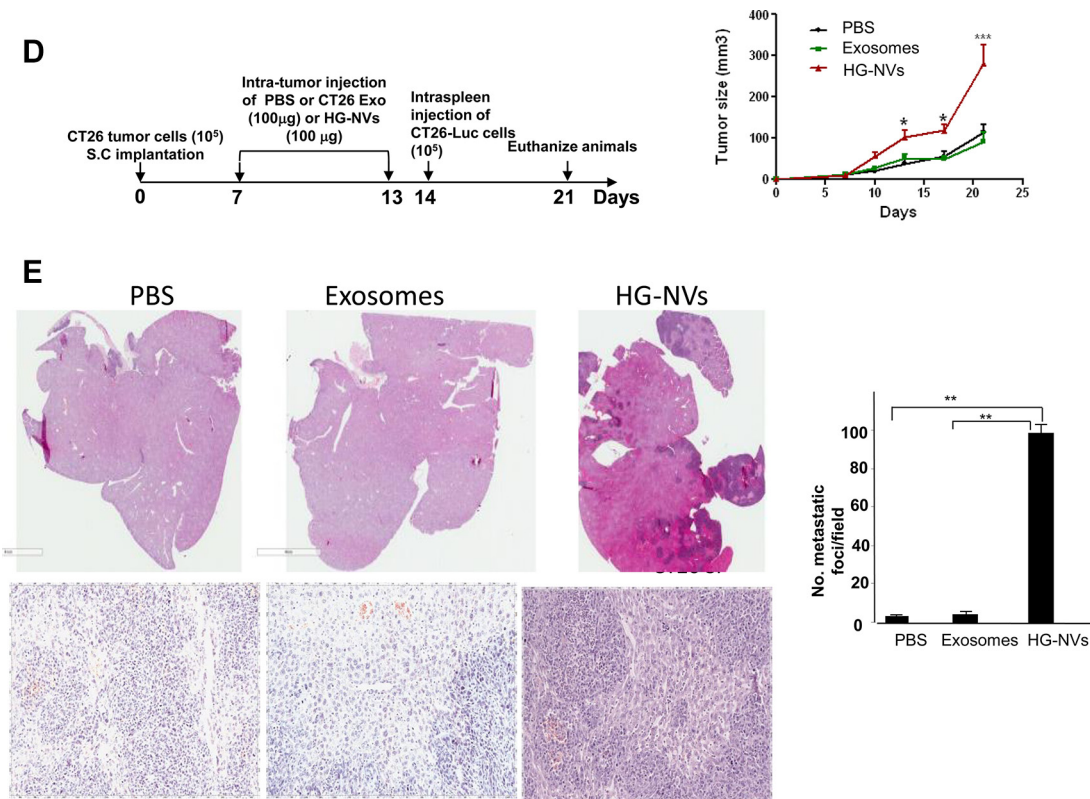 D
Intra-tumor injection
of PBS or CT26 Exo
(100μg) or HG-NVs
(100 μg)
CT26 tumor cells (10⁵)
S.C implantation
Intraspleen
injection of
CT26-Luc cells
(10⁵)
Euthanize animals
0
7
13
14
21
Days
PBS
Exosomes
HG-NVs
Tumor size (mm3)
400
300
200
100
0
*
*
***
0
5
10
15
20
25
Days
E
PBS
Exosomes
HG-NVs
No. metastatic
foci/field
100
80
60
40
20
0
**
**
PBS
Exosomes
HG-NVs